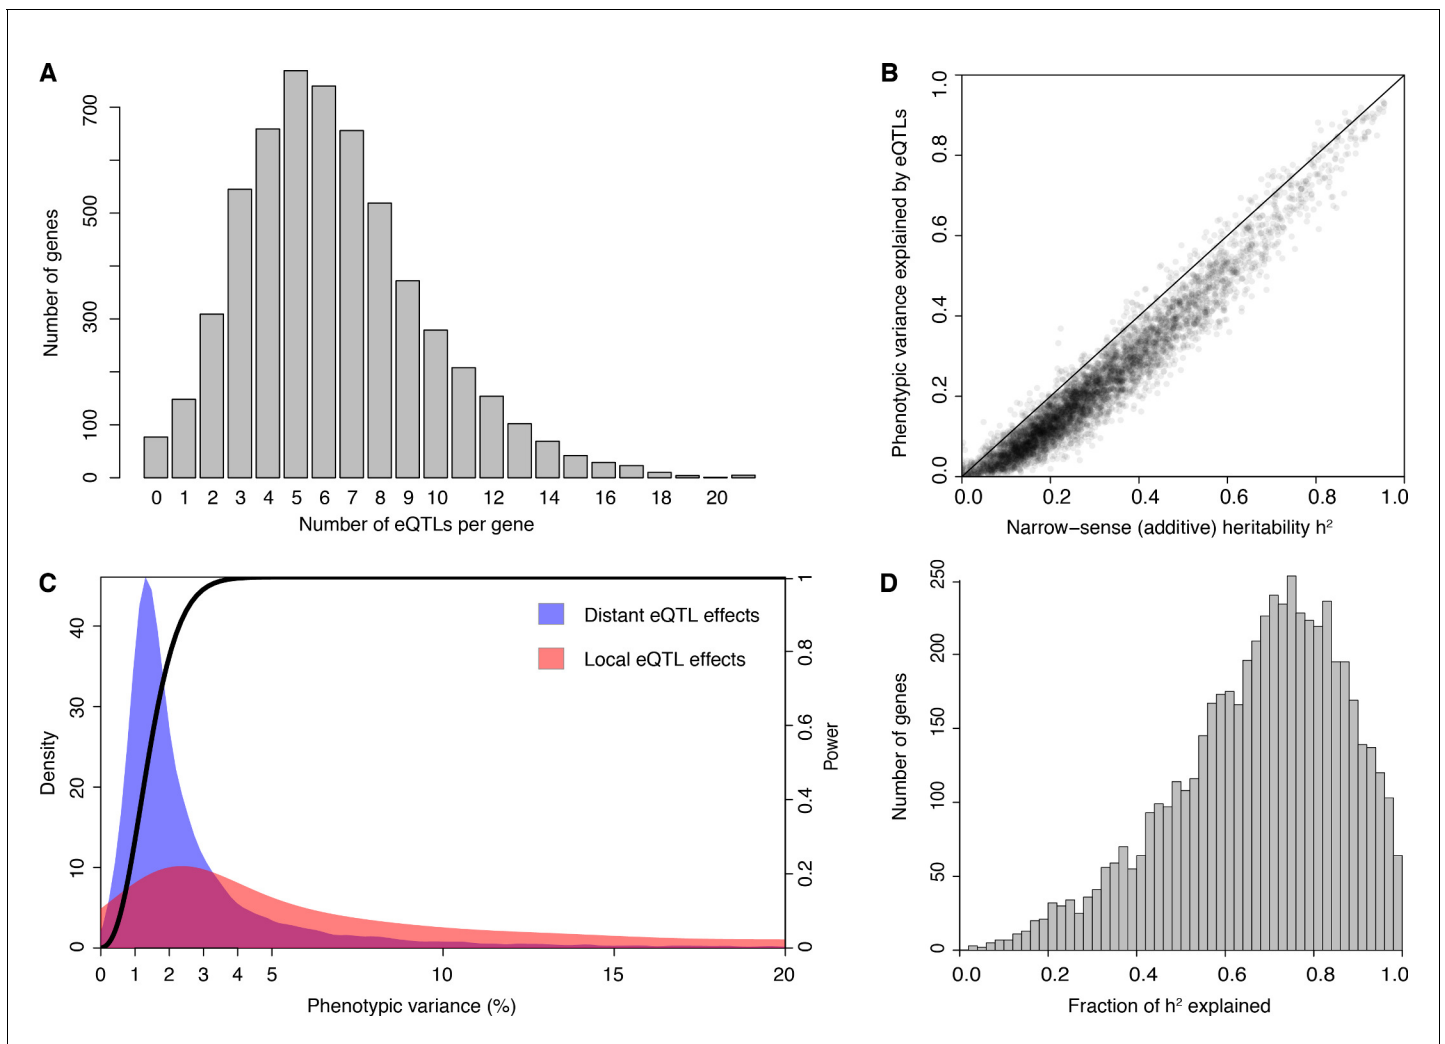 A
Number of genes
700
500
300
100
0
0 1 2 3 4 5 6 7 8 9 10 12 14 16 18 20
Number of eQTLs per gene
B
Phenotypic variance explained by eQTLs
1.0
0.8
0.6
0.4
0.2
0.0
0.0 0.2 0.4 0.6 0.8 1.0
Narrow–sense (additive) heritability h²
C
Density
40
30
20
10
0
Distant eQTL effects
Local eQTL effects
1
0.8
0.6
0.4
0.2
0
Power
0 1 2 3 4 5 10 15 20
Phenotypic variance (%)
D
Number of genes
250
200
150
100
50
0
0.0 0.2 0.4 0.6 0.8 1.0
Fraction of h² explained